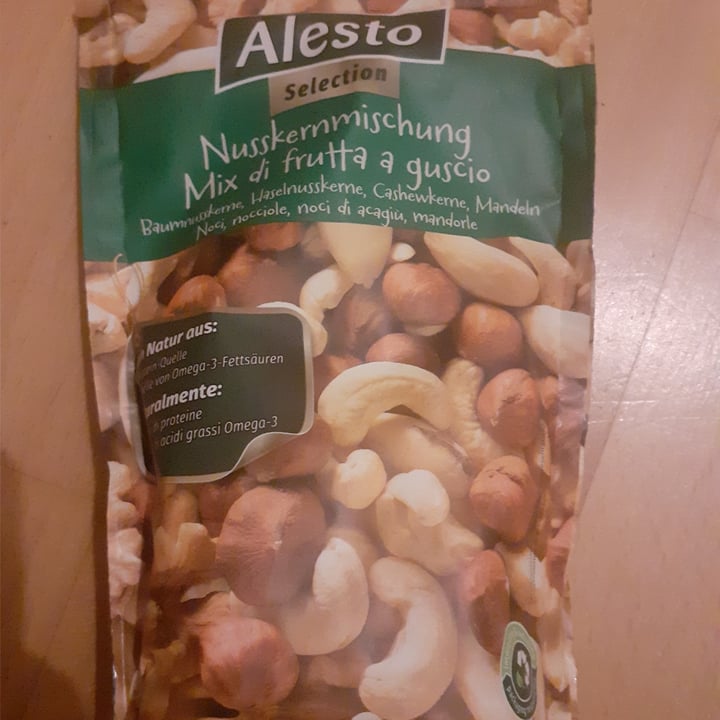 Alesto
Selection
Nusskernmischung
Mix di frutta a guscio
Baumnusskerne, Haselnusskerne, Cashewkerne, Mandeln
Noci, nocciole, noci di acagiù, mandorle
Natur aus:
Quelle
von Omega-3-Fettsäuren
proteine
acidi grassi Omega-3